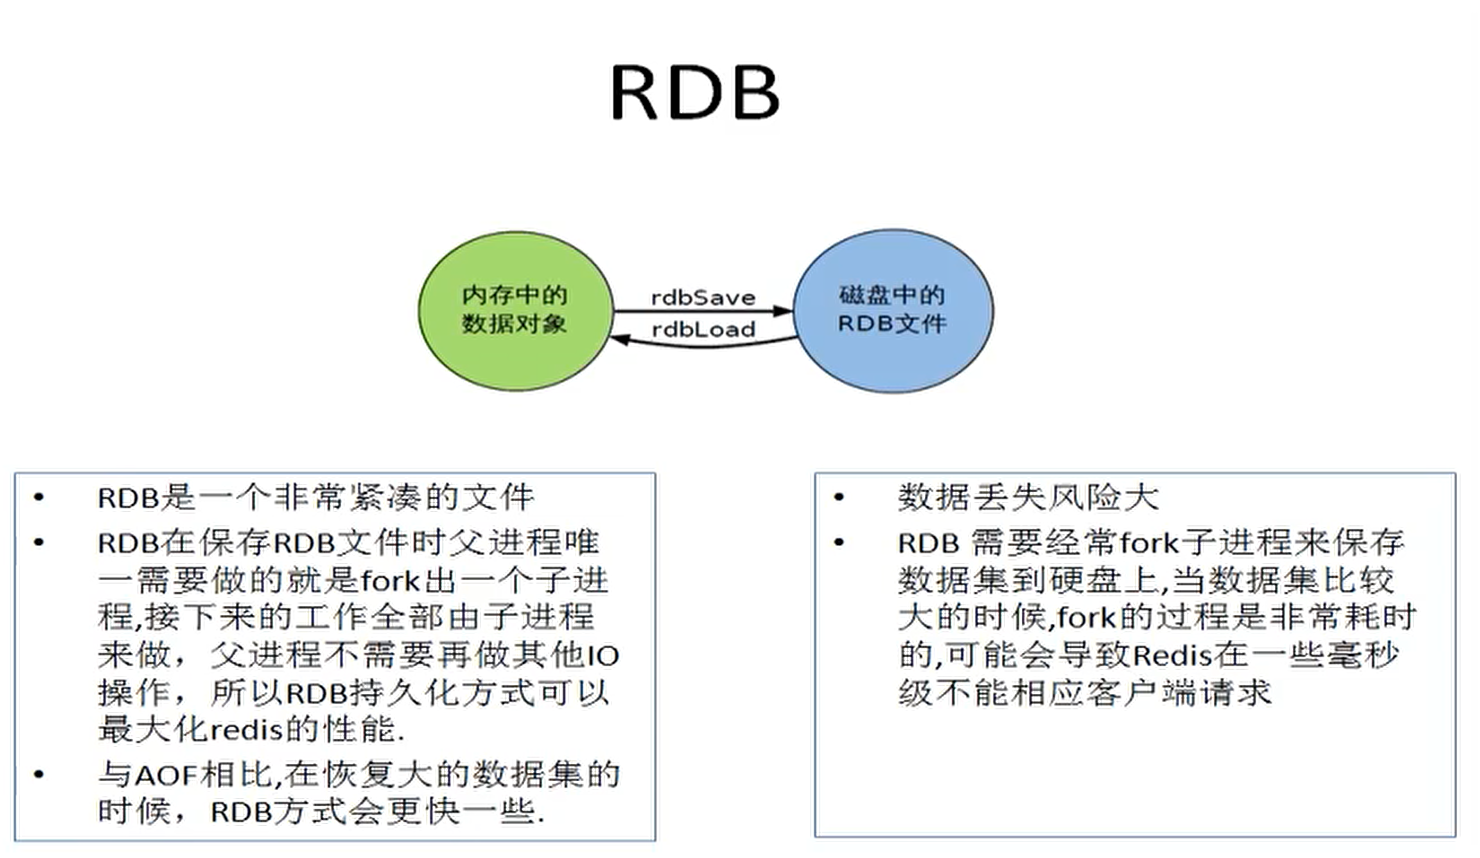 RDB
内存中的
数据对象
rdbSave
rdbLoad
磁盘中的
RDB文件
• RDB是一个非常紧凑的文件
• RDB在保存RDB文件时父进程唯
一需要做的就是fork出一个子进
程,接下来的工作全部由子进程
来做，父进程不需要再做其他IO
操作，所以RDB持久化方式可以
最大化redis的性能.
• 与AOF相比,在恢复大的数据集的
时候，RDB方式会更快一些.
• 数据丢失风险大
• RDB 需要经常fork子进程来保存
数据集到硬盘上,当数据集比较
大的时候,fork的过程是非常耗时
的,可能会导致Redis在一些毫秒
级不能相应客户端请求